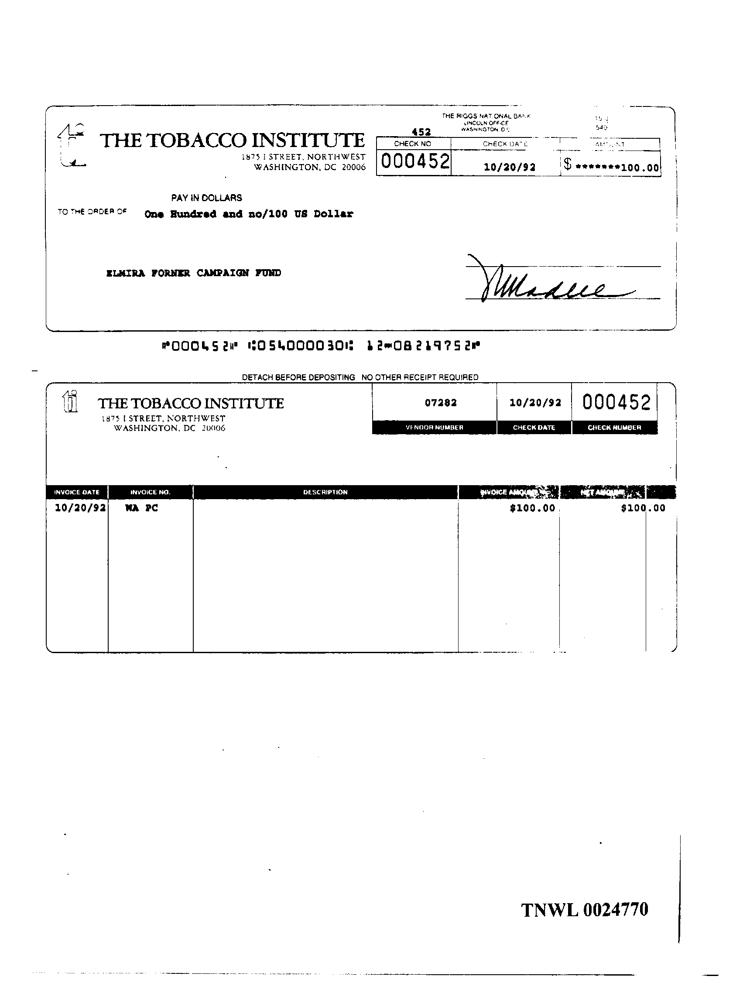 THE RIGGS NATIONAL BANK
LINCOLN OFFICE
WASHINGTON D.C.
452
540
THE TOBACCO INSTITUTE
1875 I STREET, NORTHWEST
WASHINGTON, DC 20006
CHECK NO
CHECK DATE
AMOUNT
000452
10/20/92
$ *******100.00
PAY IN DOLLARS
TO THE ORDER OF One Hundred and no/100 US Dollar
ELMIRA FORNER CAMPAIGN FUND
⑈000452⑈ ⑆054000030⑆ 12⑉08219752⑈
DETACH BEFORE DEPOSITING NO OTHER RECEIPT REQUIRED
ti
THE TOBACCO INSTITUTE
1875 I STREET, NORTHWEST
WASHINGTON, DC 20006
07282 10/20/92 000452
VENDOR NUMBER CHECK DATE CHECK NUMBER
INVOICE DATE INVOICE NO. DESCRIPTION INVOICE AMOUNT NET AMOUNT
10/20/92 WA PC $100.00 $100.00
TNWL 0024770